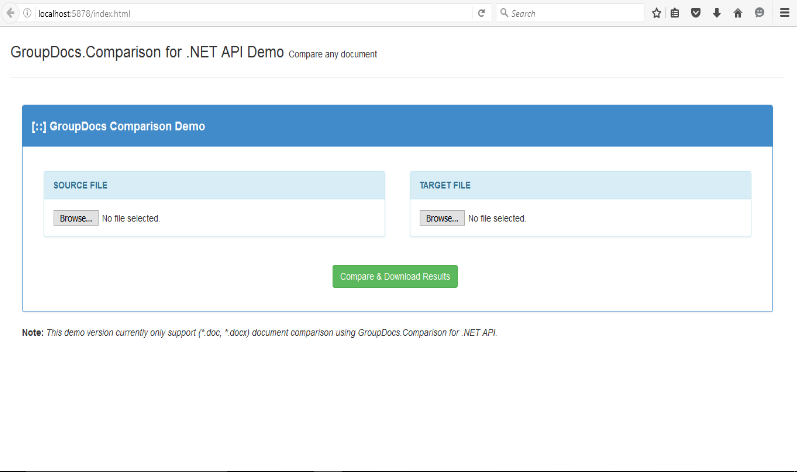 localhost:5878/index.html
Search
GroupDocs.Comparison for .NET API Demo Compare any document
[::] GroupDocs Comparison Demo
SOURCE FILE
TARGET FILE
Browse... No file selected.
Browse... No file selected.
Compare & Download Results
Note: This demo version currently only support (*.doc, *.docx) document comparison using GroupDocs.Comparison for .NET API.